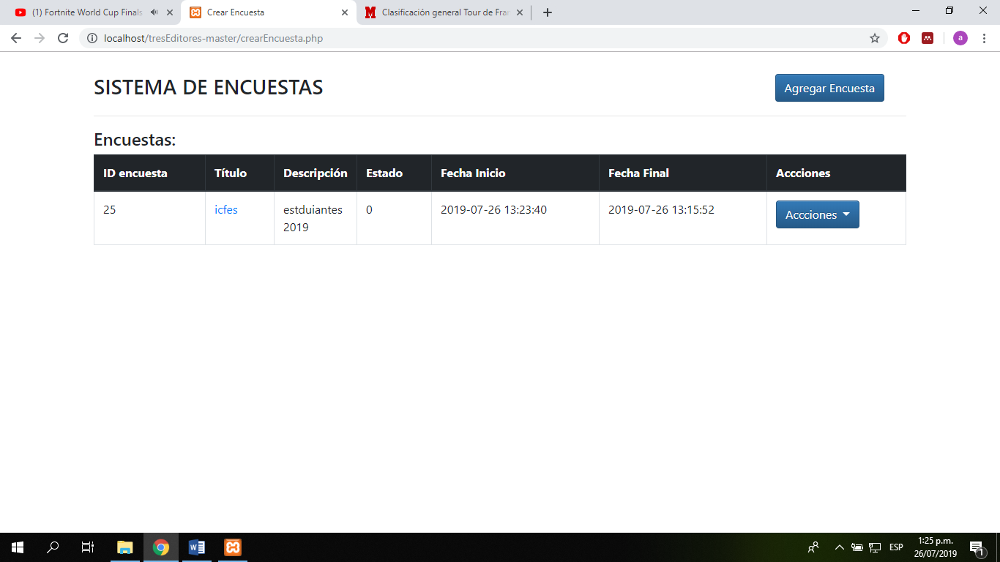 (1) Fortnite World Cup Finals
Crear Encuesta
Clasificación general Tour de Fran
localhost/tresEditores-master/crearEncuesta.php
a
SISTEMA DE ENCUESTAS
Agregar Encuesta
Encuestas:
ID encuesta Título Descripción Estado Fecha Inicio Fecha Final Accciones
25 icfes estduiantes 0 2019-07-26 13:23:40 2019-07-26 13:15:52 Accciones
2019
ESP
1:25 p.m.
26/07/2019
1